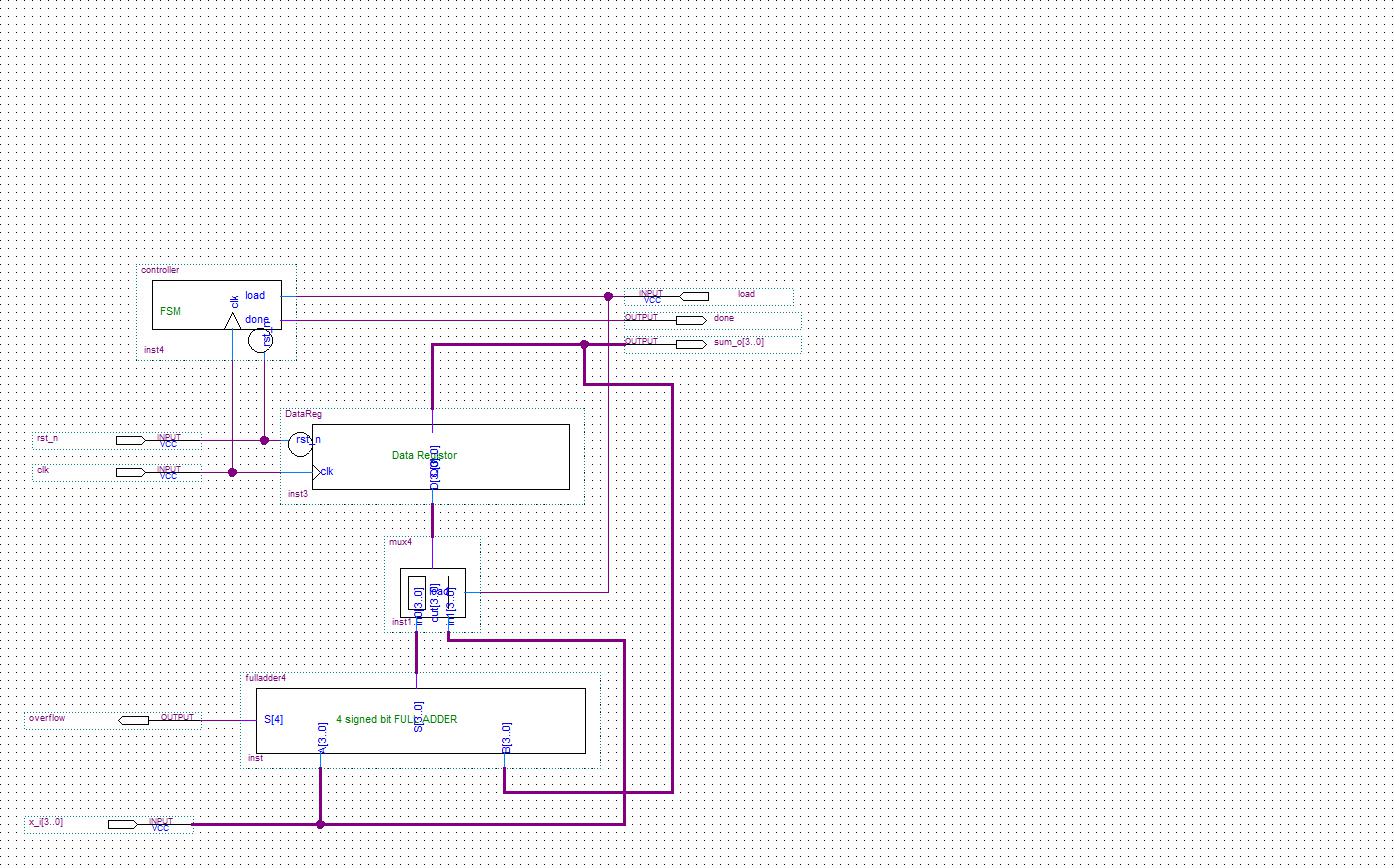 controller
clk
load
FSM
done
rst_n
inst4
INPUT
VCC
load
OUTPUT
done
OUTPUT
sum_o[3..0]
DataReg
rst_n
INPUT
VCC
rst_n
Data Registor
clk
INPUT
VCC
clk
D[3..0]
inst3
mux4
in0[3..0]
out[3..0]
load
in1[3..0]
inst1
fulladder4
overflow
OUTPUT
S[4]
4 signed bit FULL ADDER
S[3..0]
A[3..0]
B[3..0]
inst
x_i[3..0]
INPUT
VCC